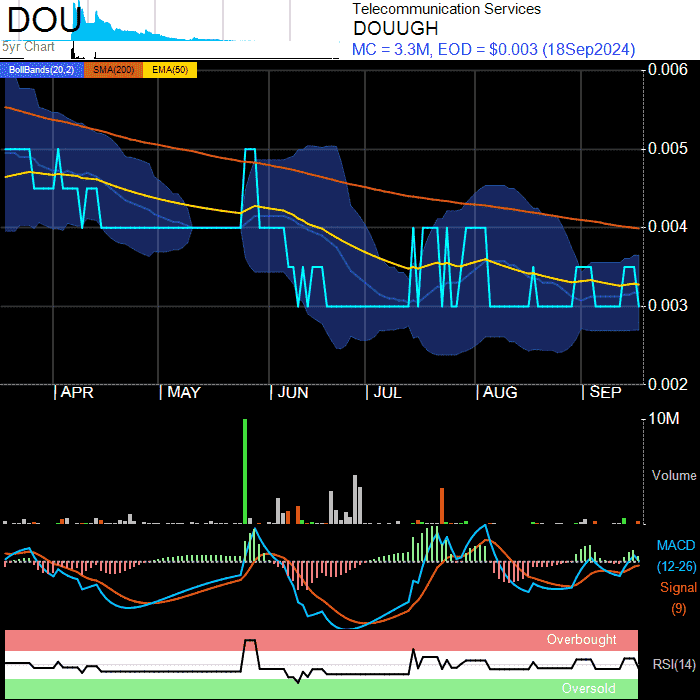 DOU
5yr Chart
Telecommunication Services
DOUUGH
MC = 3.3M, EOD = $0.003 (18Sep2024)
BollBands(20,2) SMA(200) EMA(50)
0.006
0.005
0.004
0.003
0.002
APR MAY JUN JUL AUG SEP
10M
Volume
MACD
(12-26)
Signal
(9)
Overbought
RSI(14)
Oversold